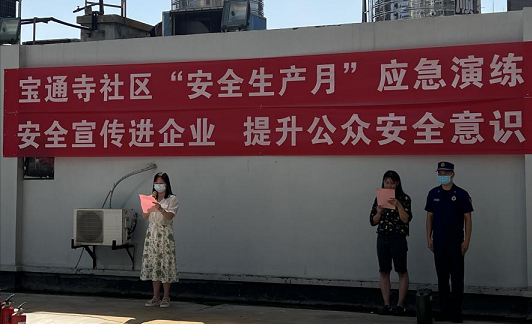 宝通寺社区“安全生产月”应急演练
安全宣传进企业 提升公众安全意识